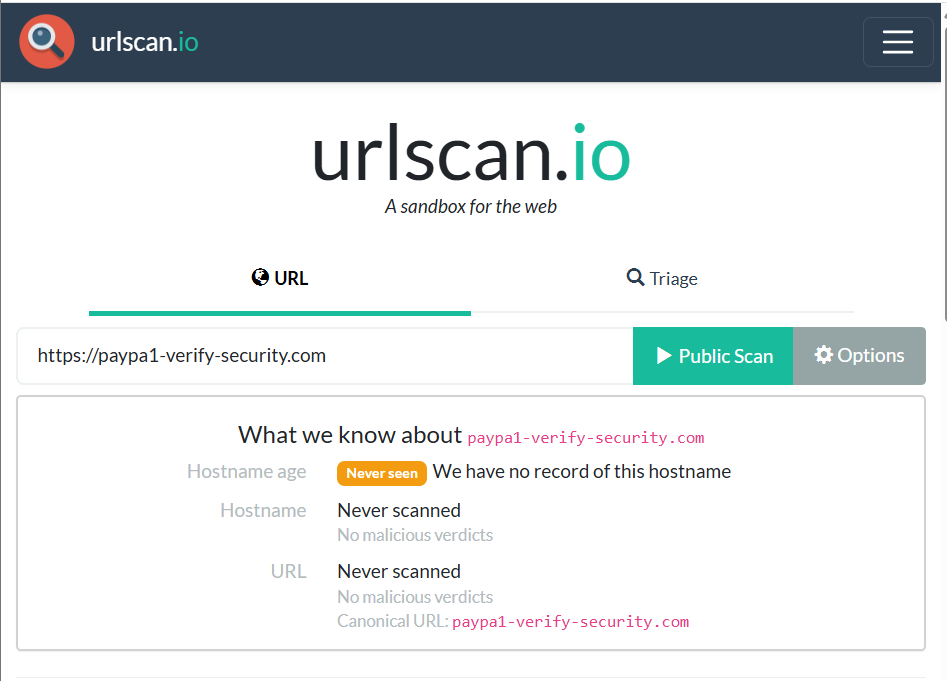 urlscan.io
urlscan.io
A sandbox for the web
URL
Triage
https://paypa1-verify-security.com
Public Scan
Options
What we know about paypa1-verify-security.com
Hostname age
Never seen We have no record of this hostname
Hostname
Never scanned
No malicious verdicts
URL
Never scanned
No malicious verdicts
Canonical URL: paypa1-verify-security.com